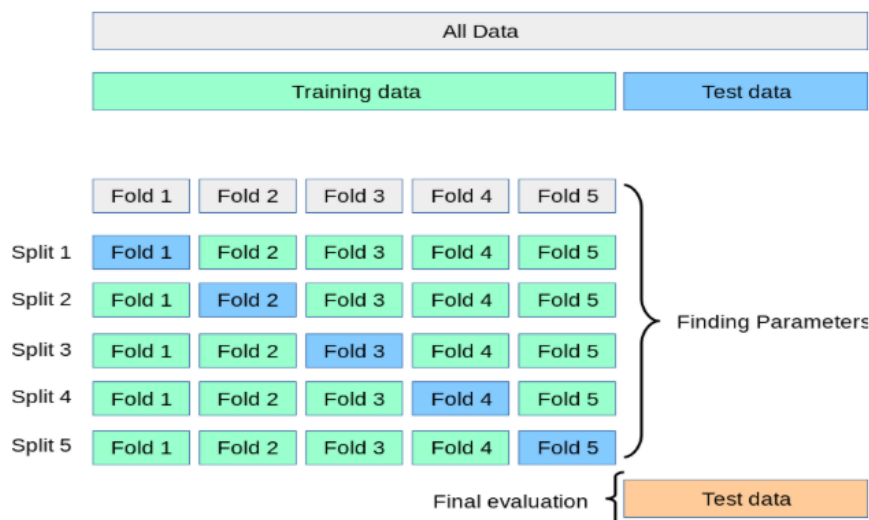 All Data
Training data Test data
Fold 1 Fold 2 Fold 3 Fold 4 Fold 5
Split 1 Fold 1 Fold 2 Fold 3 Fold 4 Fold 5
Split 2 Fold 1 Fold 2 Fold 3 Fold 4 Fold 5
Finding Parameters
Split 3 Fold 1 Fold 2 Fold 3 Fold 4 Fold 5
Split 4 Fold 1 Fold 2 Fold 3 Fold 4 Fold 5
Split 5 Fold 1 Fold 2 Fold 3 Fold 4 Fold 5
Final evaluation Test data